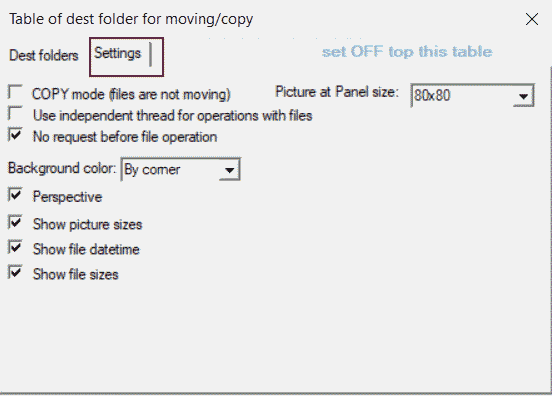 Table of dest folder for moving/copy
Dest folders Settings set OFF top this table
COPY mode (files are not moving) Picture at Panel size: 80x80
Use independent thread for operations with files
No request before file operation
Background color: By corner
Perspective
Show picture sizes
Show file datetime
Show file sizes